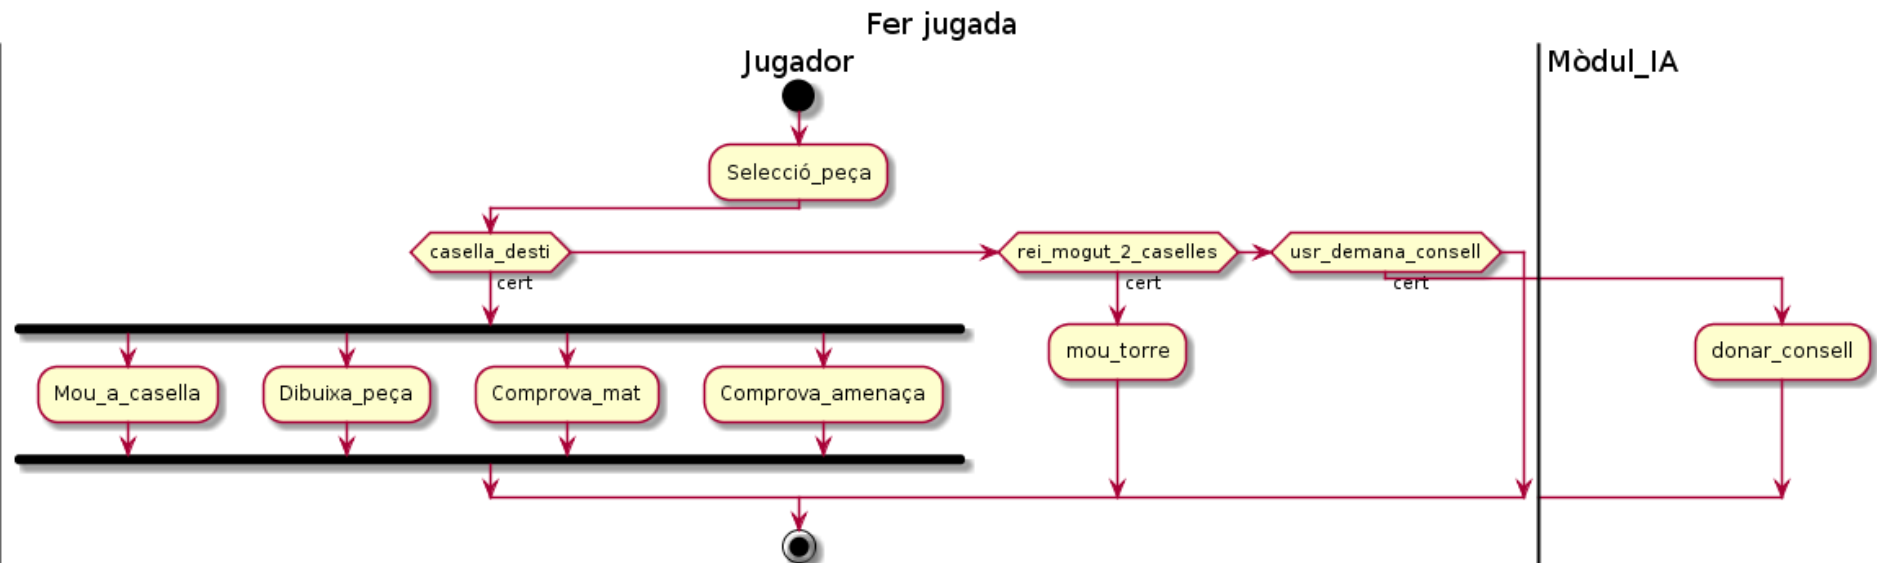 Fer jugada
Jugador
Mòdul_IA
Selecció_peça
casella_desti
rei_mogut_2_caselles
usr_demana_consell
cert
cert
cert
mou_torre
donar_consell
Mou_a_casella
Dibuixa_peça
Comprova_mat
Comprova_amenaça